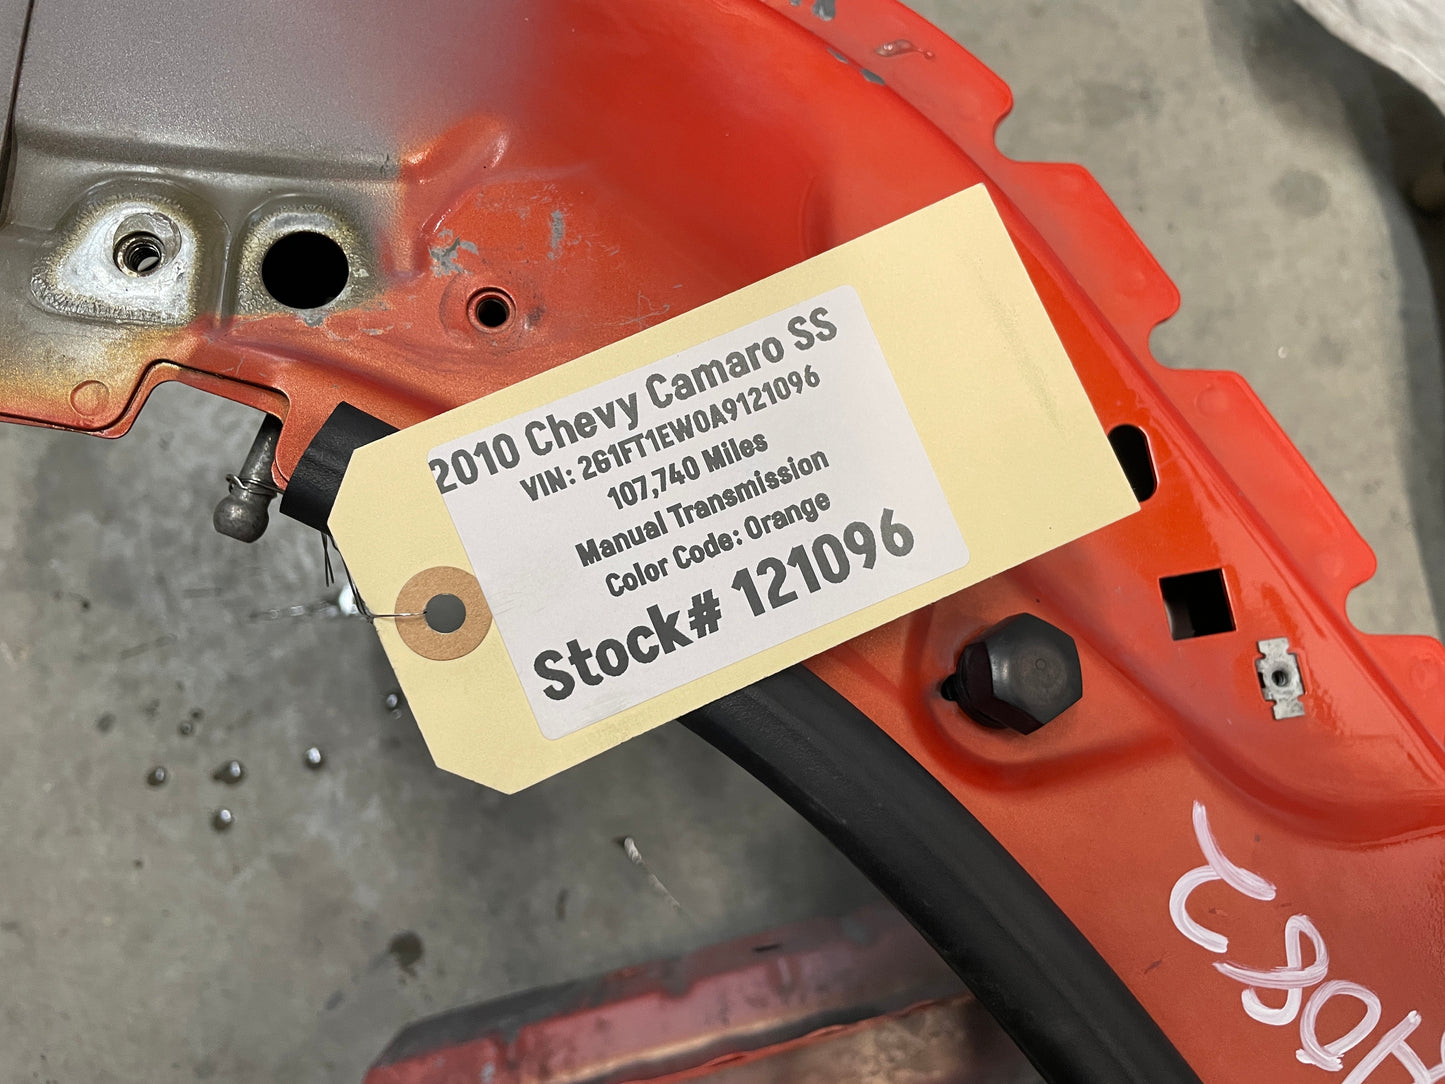 2010 Chevy Camaro SS
VIN: 2G1FT1EW0A9121096
107,740 Miles
Manual Transmission
Color Code: Orange
Stock# 121096